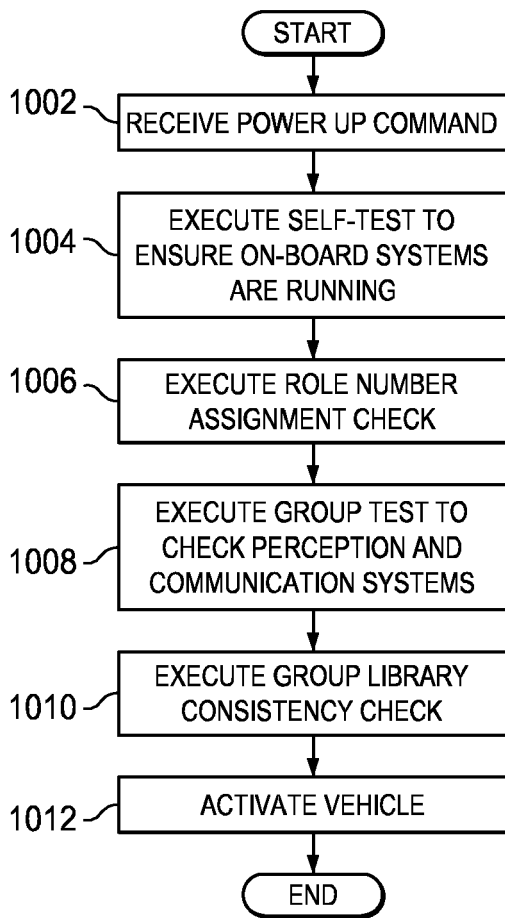 START
1002
RECEIVE POWER UP COMMAND
1004
EXECUTE SELF-TEST TO
ENSURE ON-BOARD SYSTEMS
ARE RUNNING
1006
EXECUTE ROLE NUMBER
ASSIGNMENT CHECK
1008
EXECUTE GROUP TEST TO
CHECK PERCEPTION AND
COMMUNICATION SYSTEMS
1010
EXECUTE GROUP LIBRARY
CONSISTENCY CHECK
1012
ACTIVATE VEHICLE
END